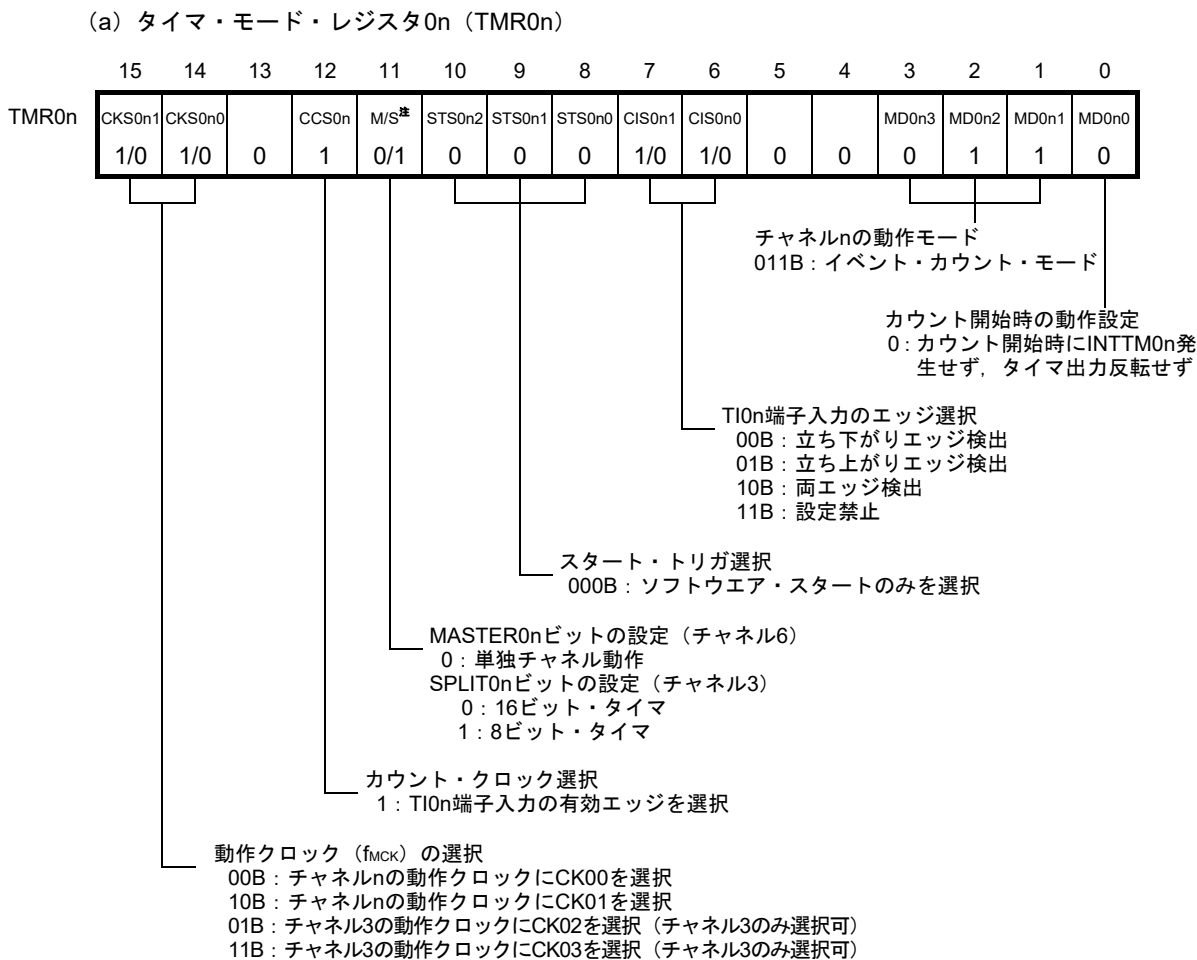 (a) タイマ・モード・レジスタ0n（TMR0n）
15 14 13 12 11 10 9 8 7 6 5 4 3 2 1 0
TMR0n CKS0n1 CKS0n0 CCS0n M/S注 STS0n2 STS0n1 STS0n0 CIS0n1 CIS0n0 MD0n3 MD0n2 MD0n1 MD0n0
1/0 1/0 0 1 0/1 0 0 0 1/0 1/0 0 0 0 1 1 0
チャネルnの動作モード
011B：イベント・カウント・モード
カウント開始時の動作設定
0：カウント開始時にINTTM0n発
生せず，タイマ出力反転せず
TI0n端子入力のエッジ選択
00B：立ち下がりエッジ検出
01B：立ち上がりエッジ検出
10B：両エッジ検出
11B：設定禁止
スタート・トリガ選択
000B：ソフトウエア・スタートのみを選択
MASTER0nビットの設定（チャネル6）
0：単独チャネル動作
SPLIT0nビットの設定（チャネル3）
0：16ビット・タイマ
1：8ビット・タイマ
カウント・クロック選択
1：TI0n端子入力の有効エッジを選択
動作クロック（fMCK）の選択
00B：チャネルnの動作クロックにCK00を選択
10B：チャネルnの動作クロックにCK01を選択
01B：チャネル3の動作クロックにCK02を選択（チャネル3のみ選択可）
11B：チャネル3の動作クロックにCK03を選択（チャネル3のみ選択可）